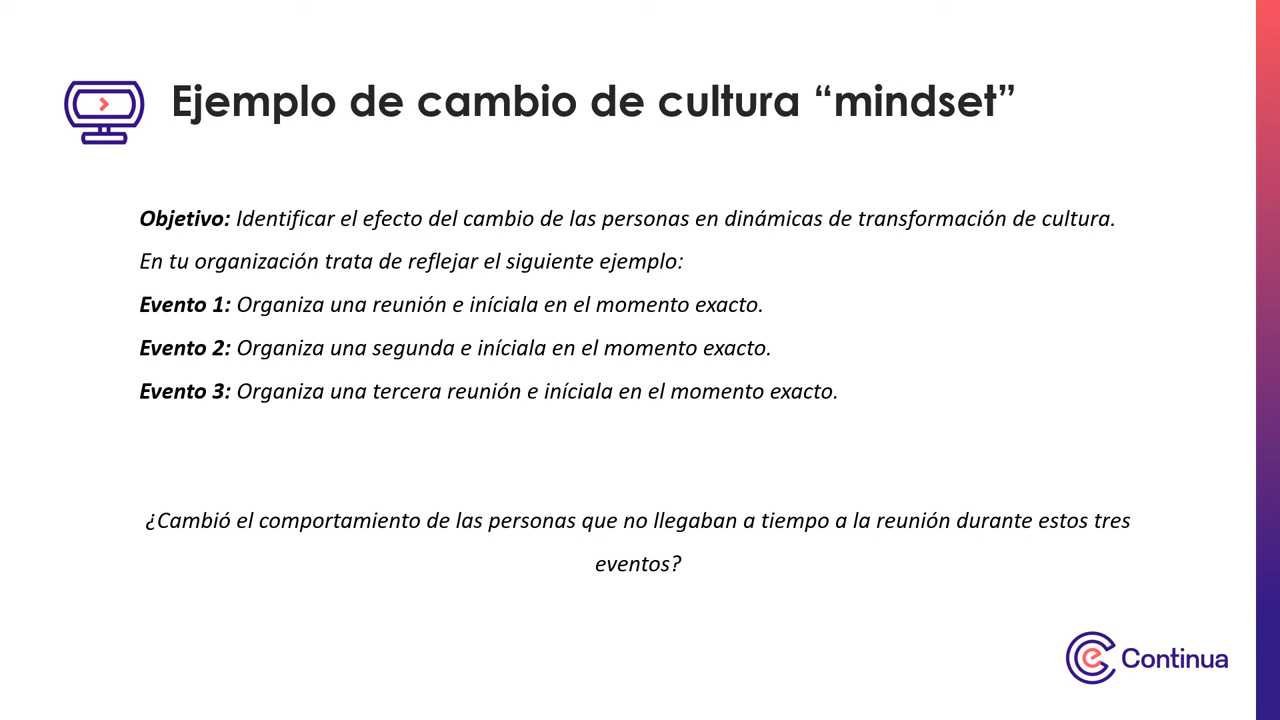 Ejemplo de cambio de cultura “mindset”
Objetivo: Identificar el efecto del cambio de las personas en dinámicas de transformación de cultura.
En tu organización trata de reflejar el siguiente ejemplo:
Evento 1: Organiza una reunión e iníciala en el momento exacto.
Evento 2: Organiza una segunda e iníciala en el momento exacto.
Evento 3: Organiza una tercera reunión e iníciala en el momento exacto.
¿Cambió el comportamiento de las personas que no llegaban a tiempo a la reunión durante estos tres
eventos?
Continua